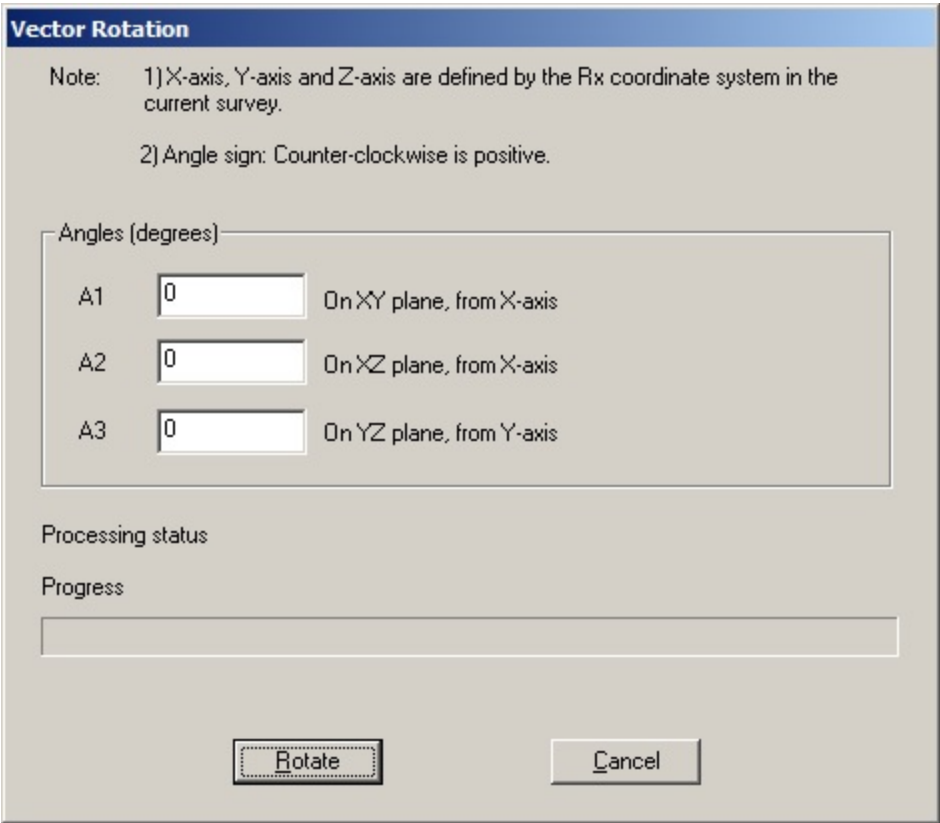 Vector Rotation
Note: 1) X-axis, Y-axis and Z-axis are defined by the Rx coordinate system in the
current survey.
2) Angle sign: Counter-clockwise is positive.
Angles (degrees)
A1 0 On XY plane, from X-axis
A2 0 On XZ plane, from X-axis
A3 0 On YZ plane, from Y-axis
Processing status
Progress
Rotate Cancel